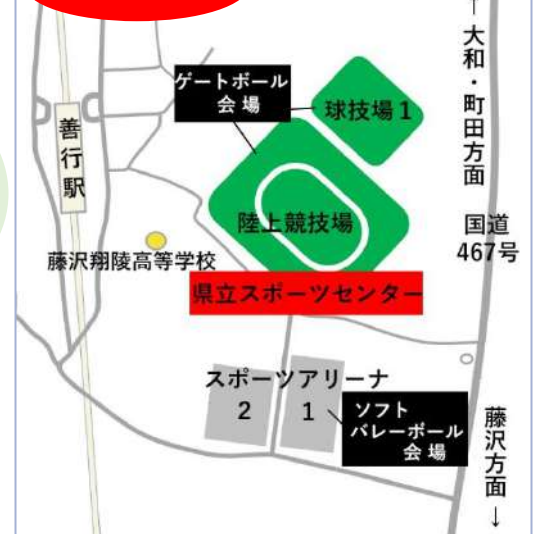 ↑大和・町田方面
ゲートボール
会場
球技場1
善行駅
陸上競技場
国道
467号
藤沢翔陵高等学校
県立スポーツセンター
スポーツアリーナ
2
1
ソフト
バレーボール
会場
藤沢方面↓